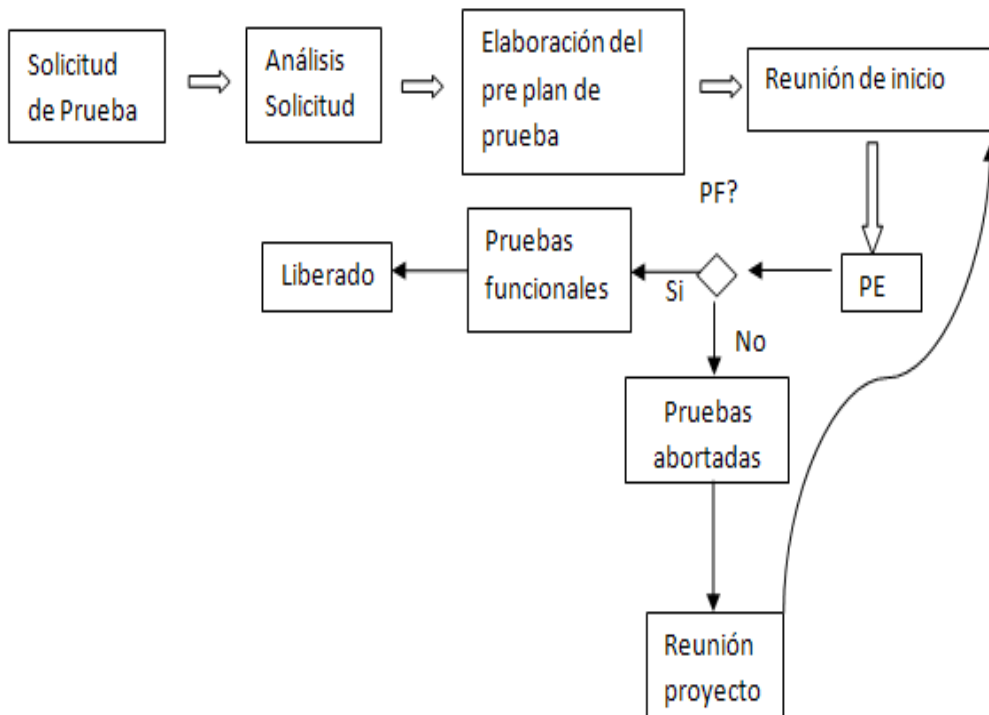 Solicitud
de Prueba
Análisis
Solicitud
Elaboración del
pre plan de
prueba
Reunión de inicio
PF?
Liberado
Pruebas
funcionales
Si
PE
No
Pruebas
abortadas
Reunión
proyecto